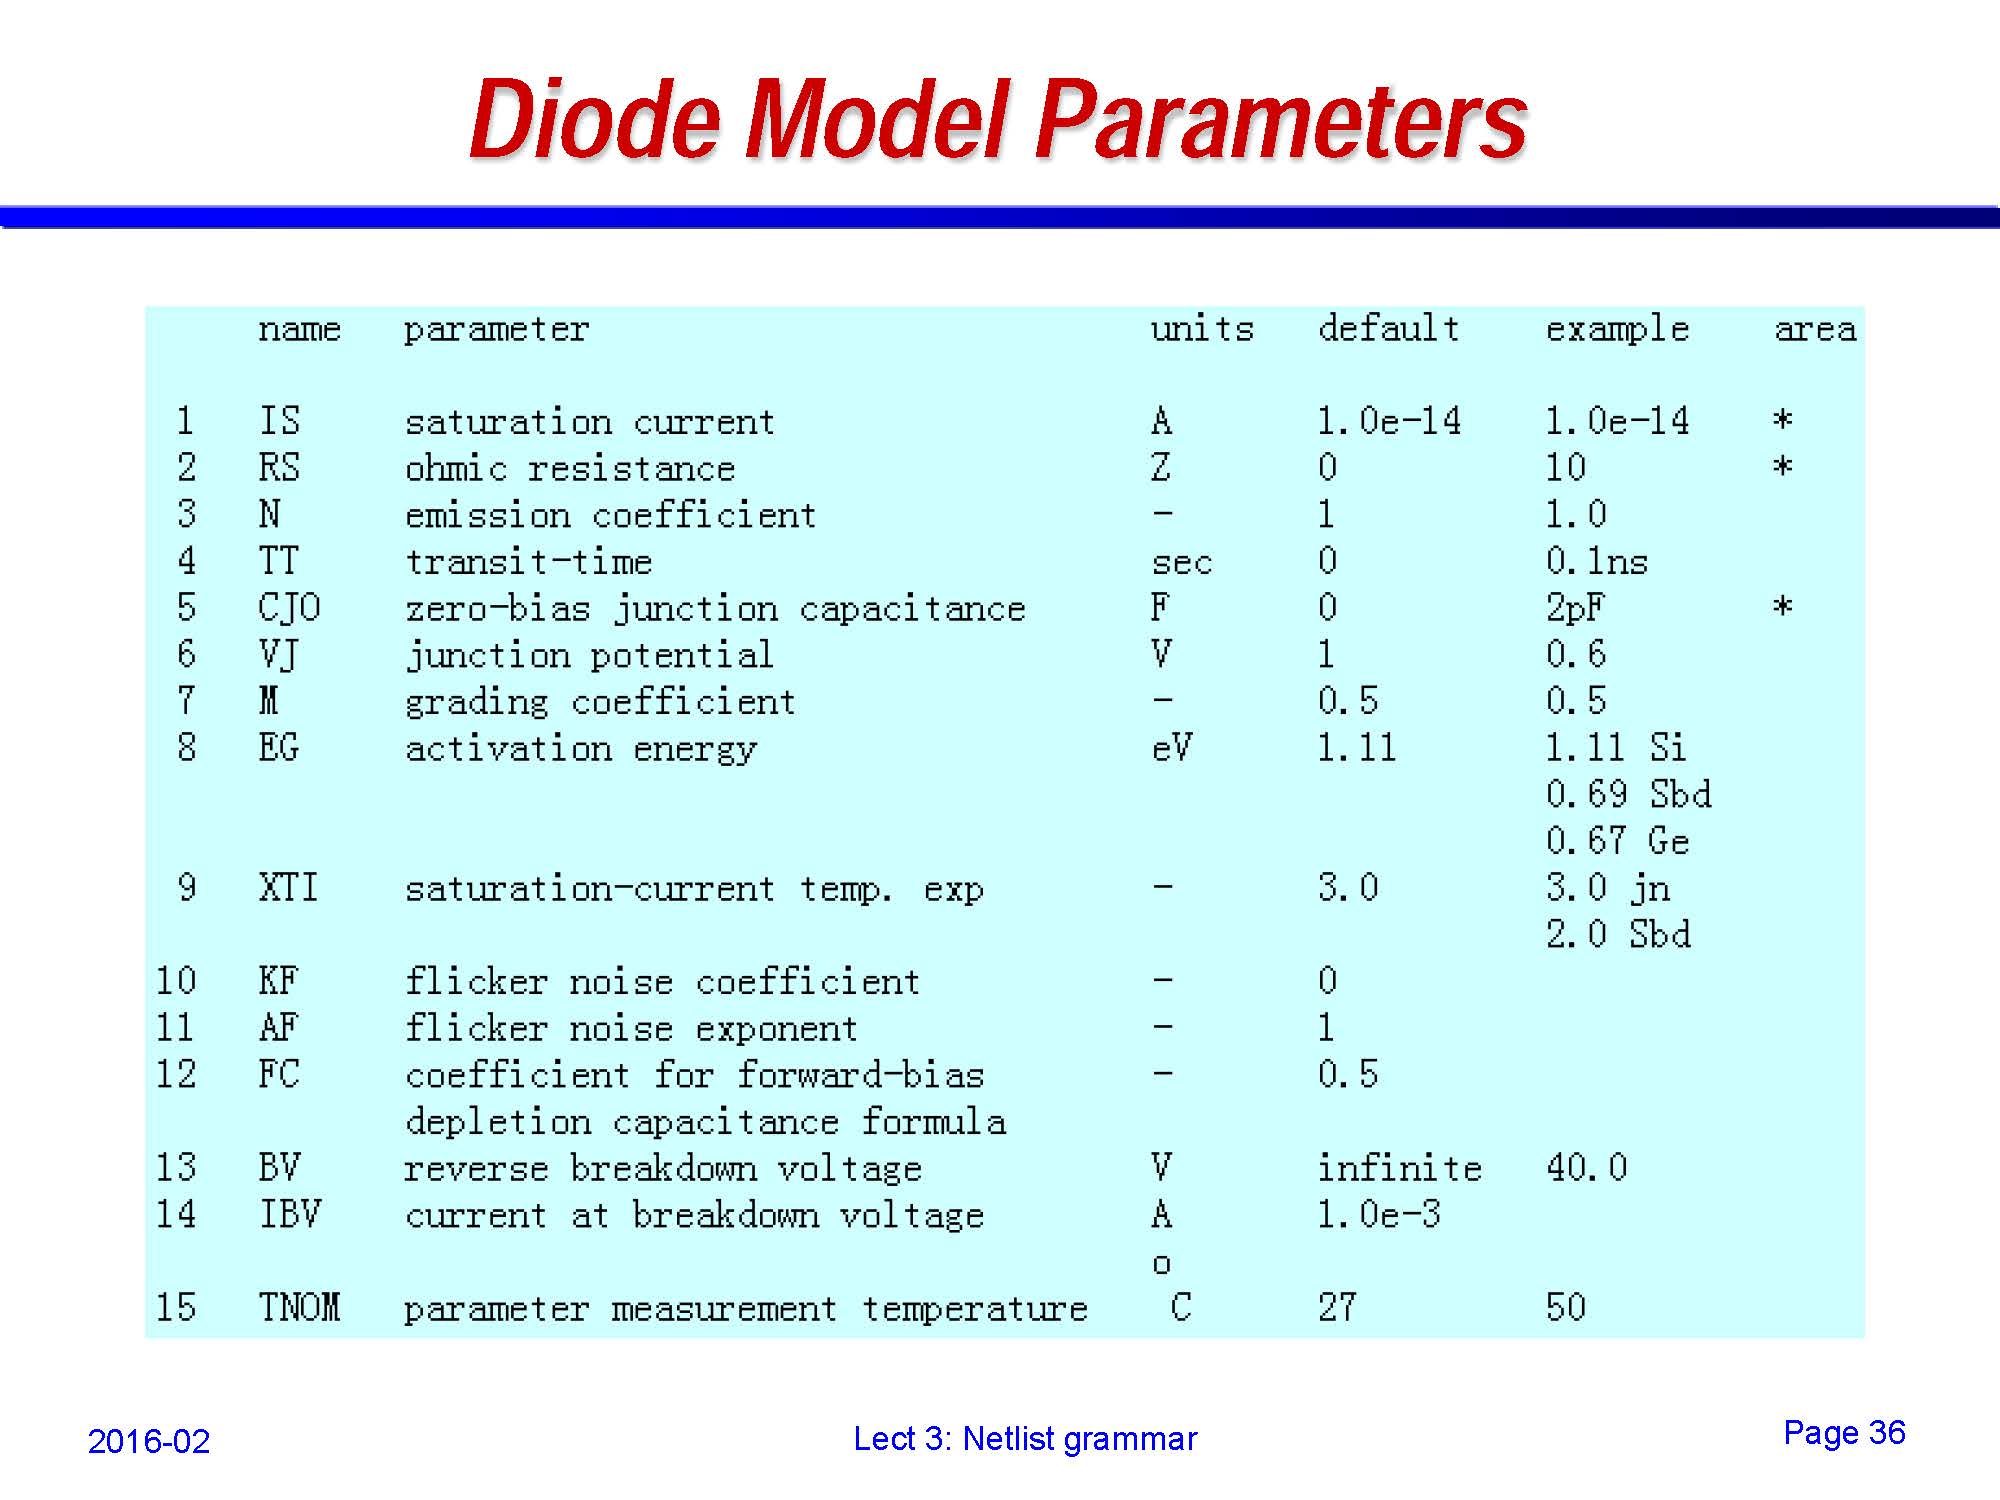 Diode Model Parameters
name parameter units default example area
1 IS saturation current A 1.0e-14 1.0e-14 *
2 RS ohmic resistance Z 0 10 *
3 N emission coefficient - 1 1.0
4 TT transit-time sec 0 0.1ns
5 CJO zero-bias junction capacitance F 0 2pF *
6 VJ junction potential V 1 0.6
7 M grading coefficient - 0.5 0.5
8 EG activation energy eV 1.11 1.11 Si
0.69 Sbd
0.67 Ge
9 XTI saturation-current temp. exp - 3.0 3.0 jn
2.0 Sbd
10 KF flicker noise coefficient - 0
11 AF flicker noise exponent - 1
12 FC coefficient for forward-bias - 0.5
depletion capacitance formula
13 BV reverse breakdown voltage V infinite 40.0
14 IBV current at breakdown voltage A 1.0e-3
o
15 TNOM parameter measurement temperature C 27 50
2016-02 Lect 3: Netlist grammar Page 36